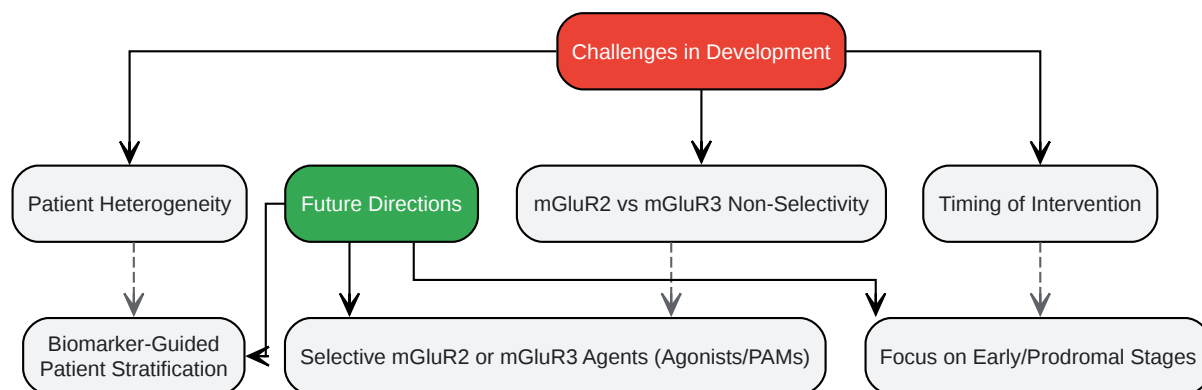 Challenges in Development
Patient Heterogeneity
Future Directions
mGluR2 vs mGluR3 Non-Selectivity
Timing of Intervention
Biomarker-Guided
Patient Stratification
Selective mGluR2 or mGluR3 Agents (Agonists/PAMs)
Focus on Early/Prodromal Stages